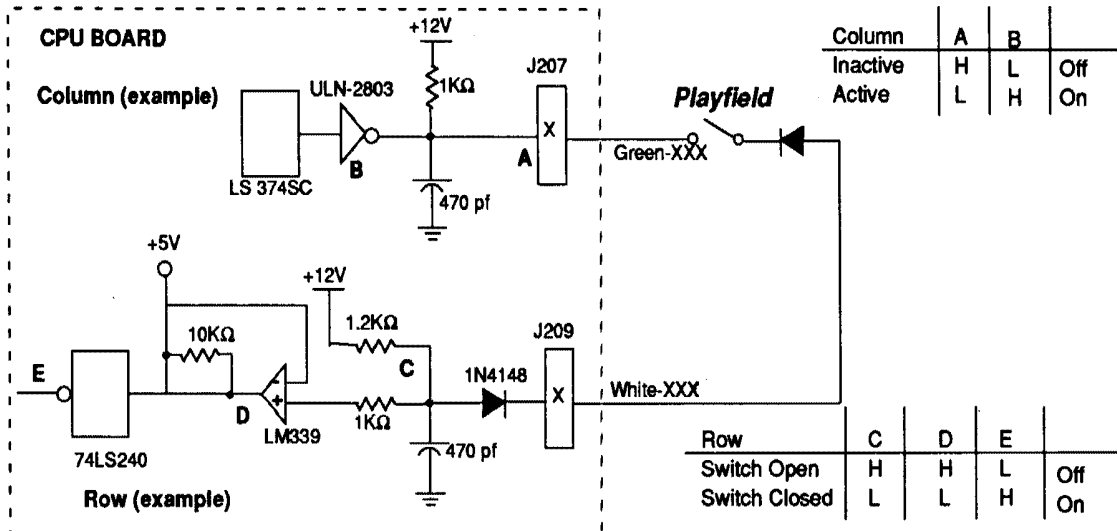 CPU BOARD
Column (example)
LS 374SC
ULN-2803
B
+12V
1KΩ
470 pf
A
J207
X
Green-XXX
Playfield
Column A B
Inactive H L Off
Active L H On
+5V
10KΩ
E
74LS240
D
-
+
LM339
+12V
1.2KΩ
C
1KΩ
470 pf
1N4148
J209
X
White-XXX
Row (example)
Row C D E
Switch Open H H L Off
Switch Closed L L H On